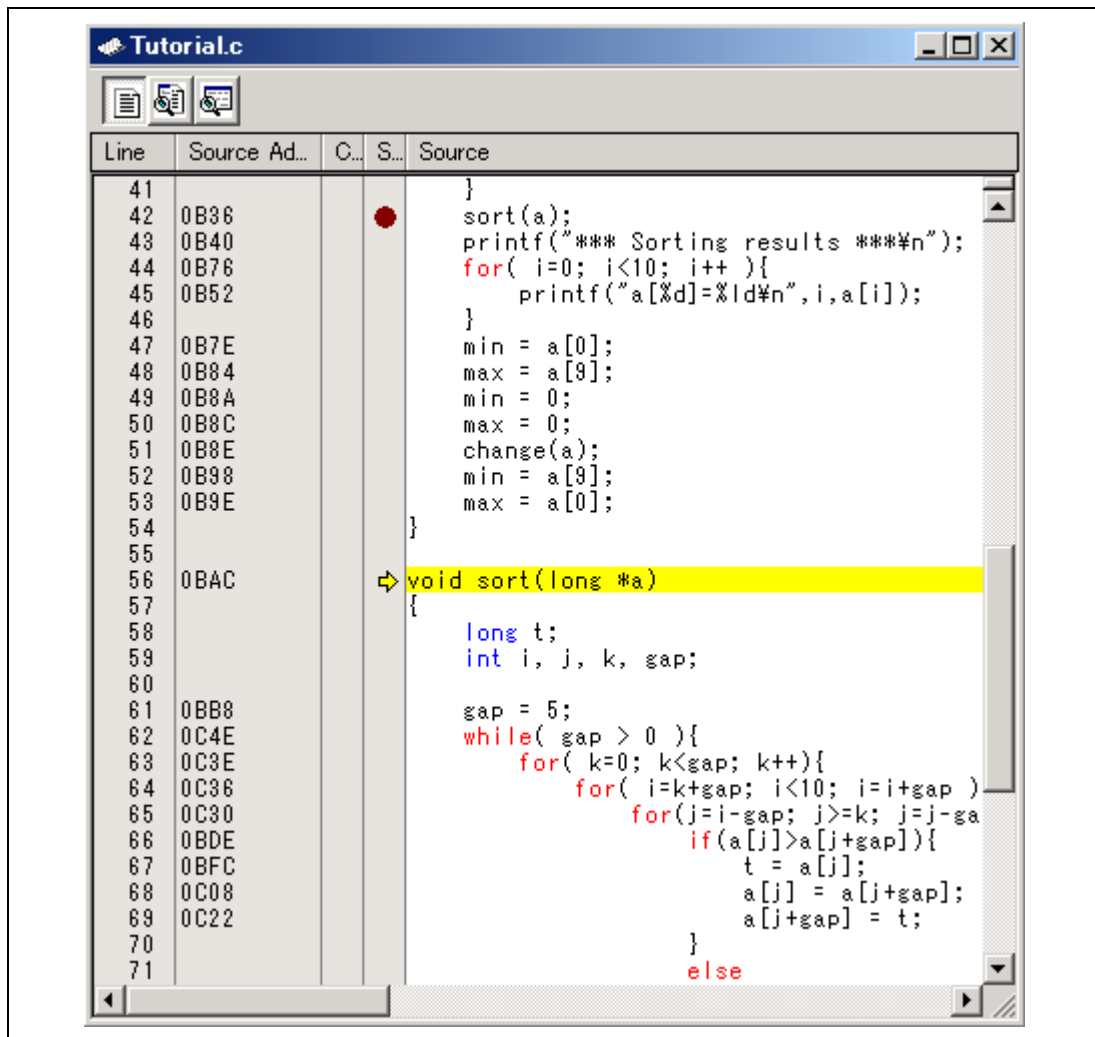 Tutorial.c
Line Source Ad... C... S... Source
41 }
42 0B36 sort(a);
43 0B40 printf("*** Sorting results ***¥n");
44 0B76 for( i=0; i<10; i++ ){
45 0B52 printf("a[%d]=%ld¥n",i,a[i]);
46 }
47 0B7E min = a[0];
48 0B84 max = a[9];
49 0B8A min = 0;
50 0B8C max = 0;
51 0B8E change(a);
52 0B98 min = a[9];
53 0B9E max = a[0];
54 }
55
56 0BAC void sort(long *a)
57 {
58 long t;
59 int i, j, k, gap;
60
61 0BB8 gap = 5;
62 0C4E while( gap > 0 ){
63 0C3E for( k=0; k<gap; k++){
64 0C36 for( i=k+gap; i<10; i=i+gap )
65 0C30 for(j=i-gap; j>=k; j=j-ga
66 0BDE if(a[j]>a[j+gap]){
67 0BFC t = a[j];
68 0C08 a[j] = a[j+gap];
69 0C22 a[j+gap] = t;
70 }
71 else